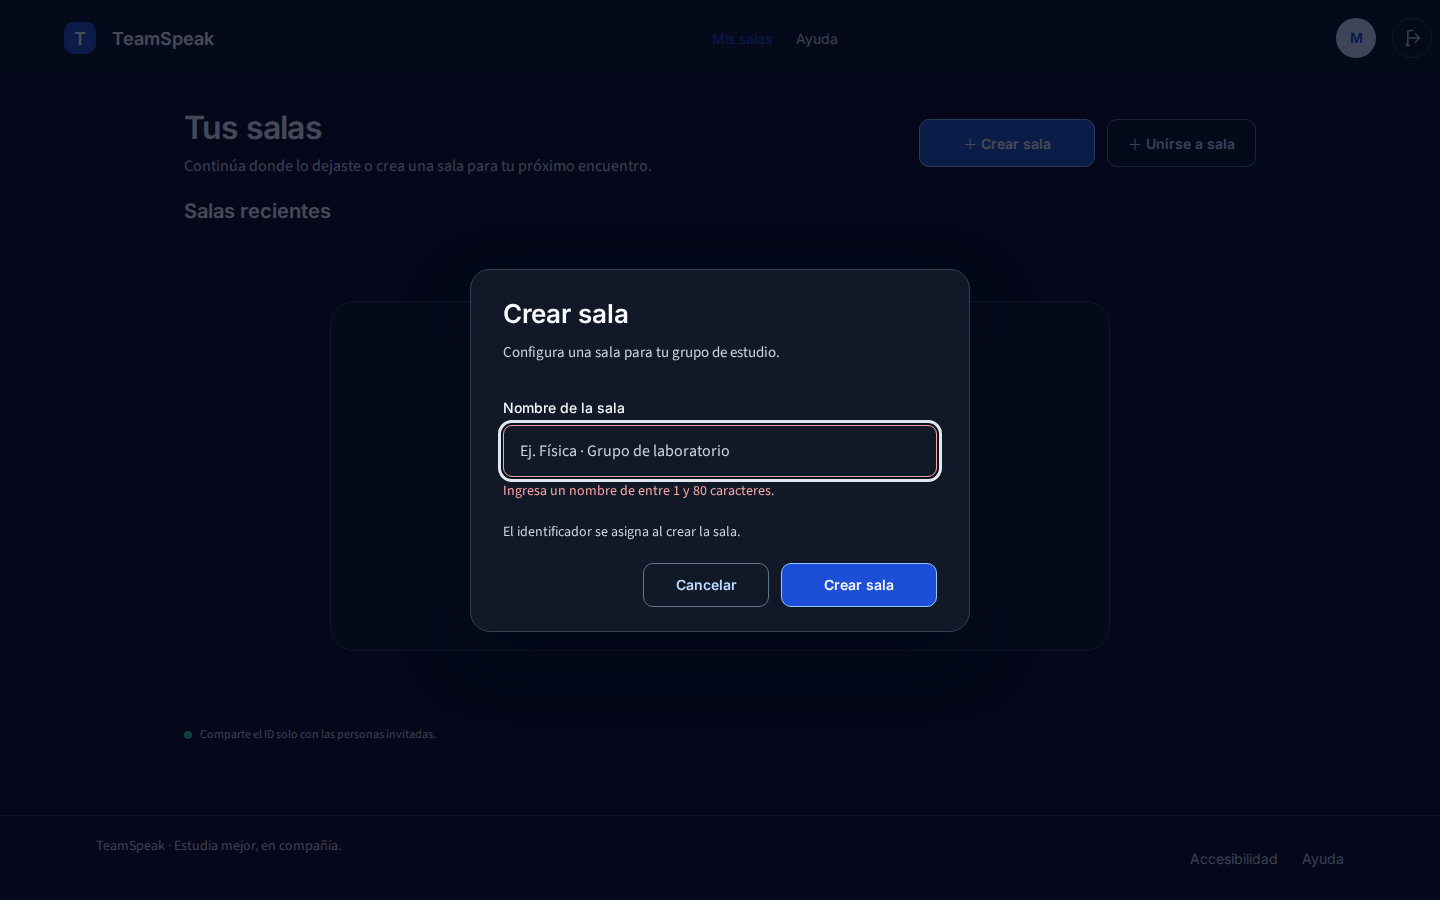 T TeamSpeak
Mis salas Ayuda
M
Tus salas
Continúa donde lo dejaste o crea una sala para tu próximo encuentro.
+ Crear sala
+ Unirse a sala
Salas recientes
Crear sala
Configura una sala para tu grupo de estudio.
Nombre de la sala
Ej. Física · Grupo de laboratorio
Ingresa un nombre de entre 1 y 80 caracteres.
El identificador se asigna al crear la sala.
Cancelar
Crear sala
Comparte el ID solo con las personas invitadas.
TeamSpeak · Estudia mejor, en compañía.
Accesibilidad Ayuda